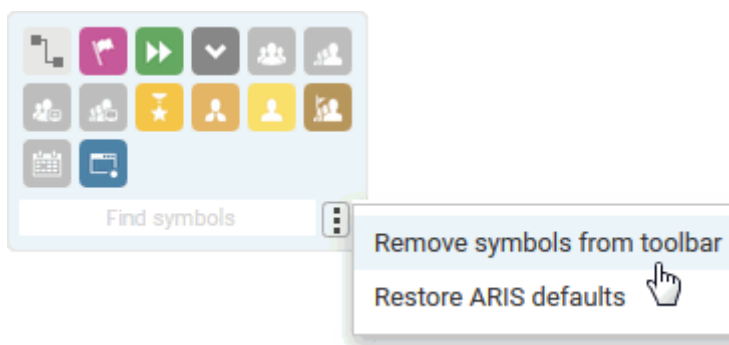 Find symbols
Remove symbols from toolbar
Restore ARIS defaults